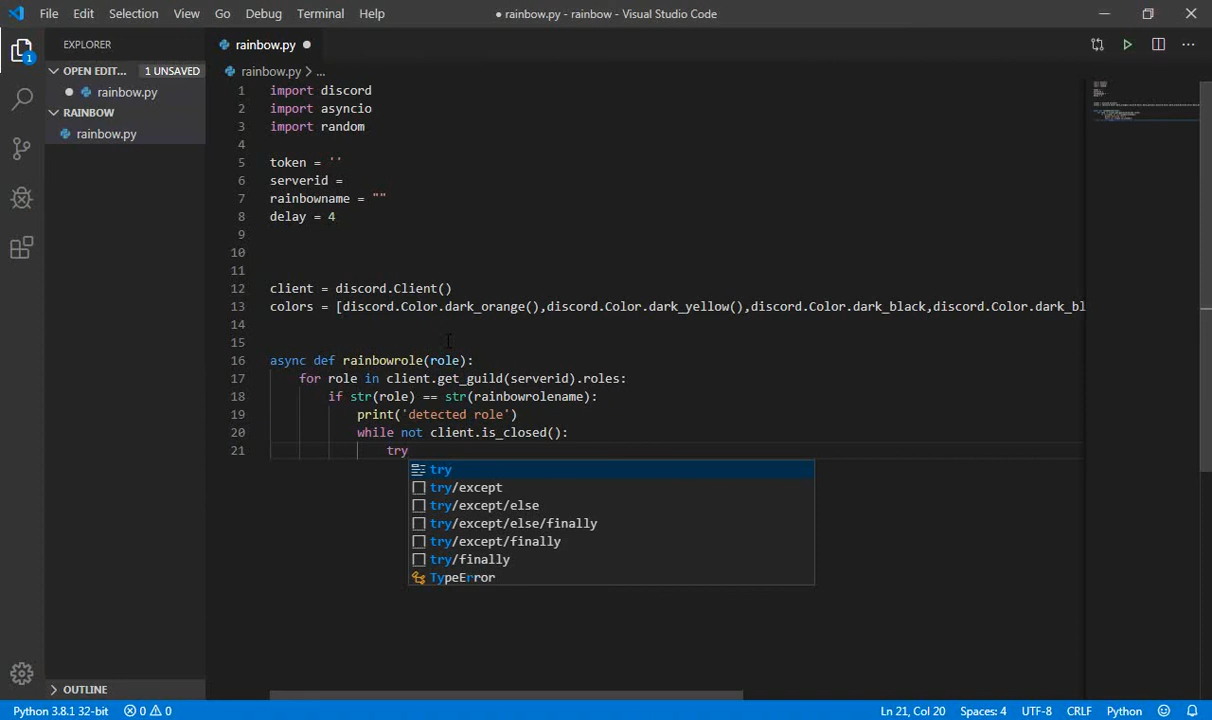 File Edit Selection View Go Debug Terminal Help
● rainbow.py - rainbow - Visual Studio Code
EXPLORER
OPEN EDIT... 1 UNSAVED
● rainbow.py
RAINBOW
rainbow.py
OUTLINE
1
rainbow.py ●
rainbow.py > ...
1 import discord
2 import asyncio
3 import random
4
5 token = ''
6 serverid =
7 rainbowname = ""
8 delay = 4
9
10
11
12 client = discord.Client()
13 colors = [discord.Color.dark_orange(),discord.Color.dark_yellow(),discord.Color.dark_black,discord.Color.dark_bl
14
15
16 async def rainbowrole(role):
17 for role in client.get_guild(serverid).roles:
18 if str(role) == str(rainbowrolename):
19 print('detected role')
20 while not client.is_closed():
21 try
try
try/except
try/except/else
try/except/else/finally
try/except/finally
try/finally
TypeError
Python 3.8.1 32-bit 0 0 Ln 21, Col 20 Spaces: 4 UTF-8 CRLF Python